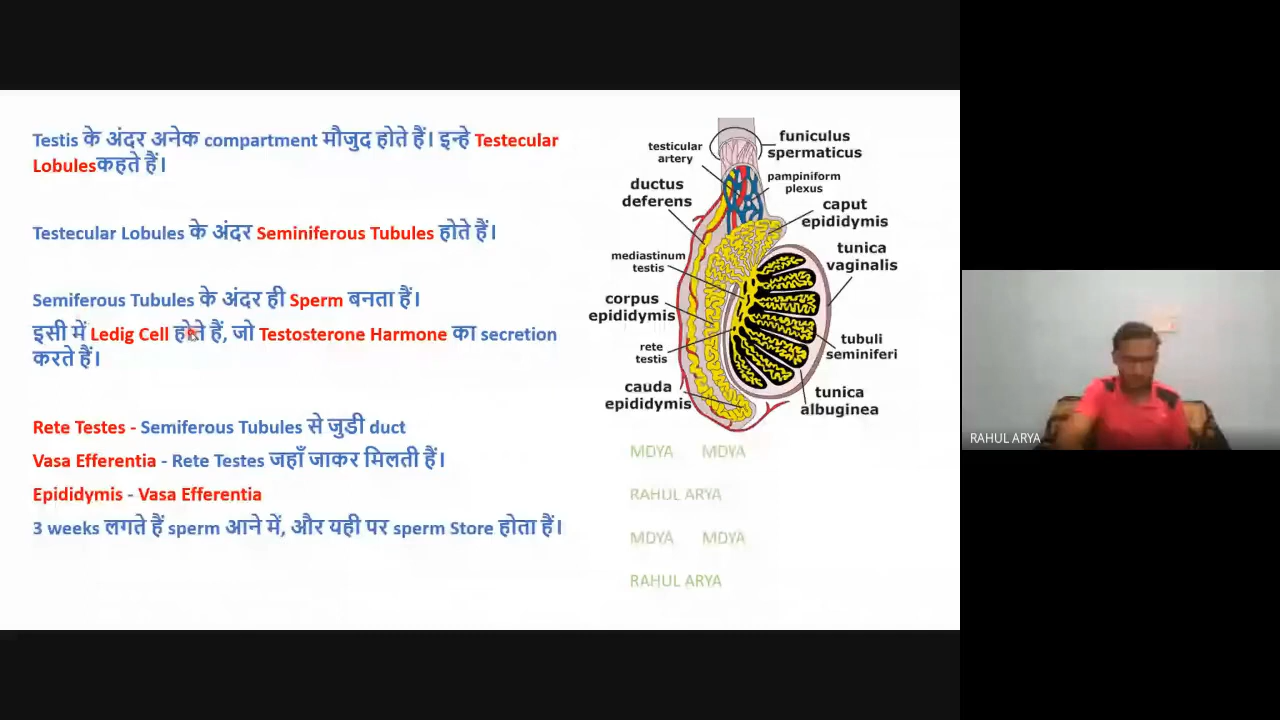 Testis के अंदर अनेक compartment मौजुद होते हैं। इन्हे Testecular
Lobulesकहते हैं।
Testecular Lobules के अंदर Seminiferous Tubules होते हैं।
Semiferous Tubules के अंदर ही Sperm बनता हैं।
इसी में Ledig Cell होते हैं, जो Testosterone Harmone का secretion
करते हैं।
Rete Testes - Semiferous Tubules से जुडी duct
Vasa Efferentia - Rete Testes जहाँ जाकर मिलती हैं।
Epididymis - Vasa Efferentia
3 weeks लगते हैं sperm आने में, और यही पर sperm Store होता हैं।
funiculus
spermaticus
testicular
artery
pampiniform
plexus
ductus
deferens
caput
epididymis
tunica
vaginalis
mediastinum
testis
corpus
epididymis
rete
testis
tubuli
seminiferi
cauda
epididymis
tunica
albuginea
MDYA MDYA
RAHUL ARYA
MDYA MDYA
RAHUL ARYA
RAHUL ARYA